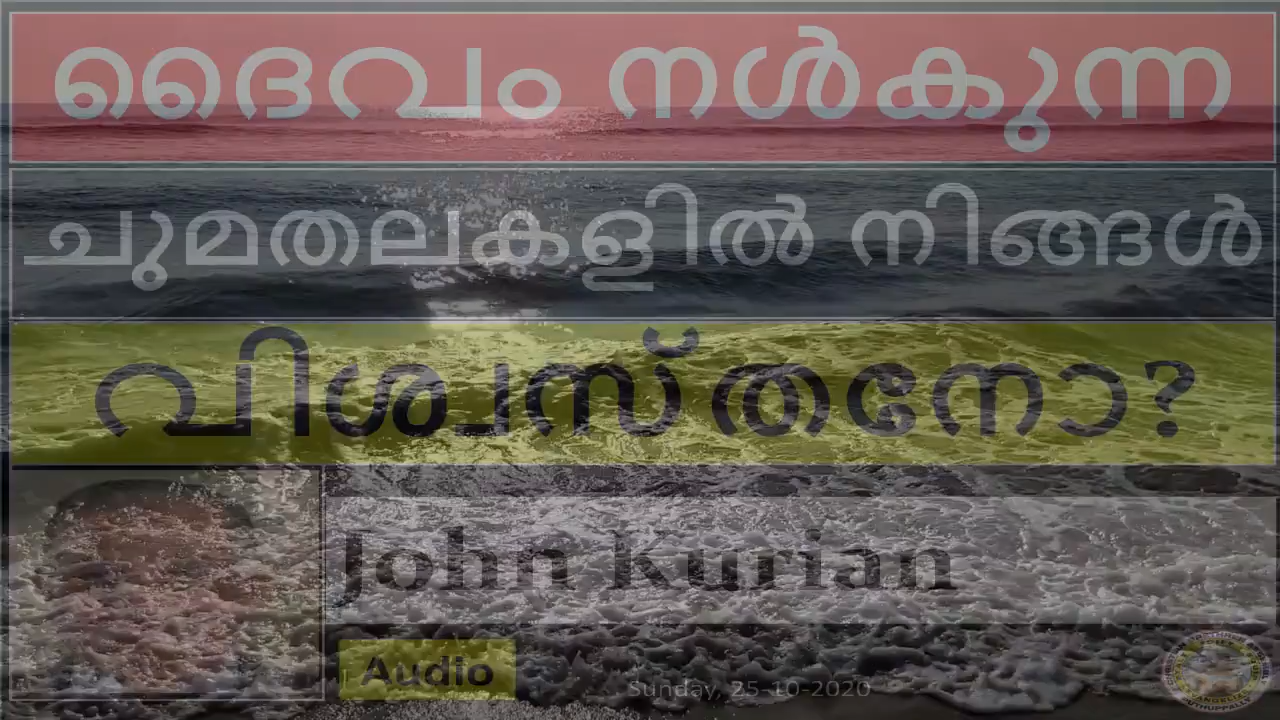 ദൈവം നൽകുന്ന
ചുമതലകളിൽ നിങ്ങൾ
വിശ്വസ്തനോ?
John Kurian
Audio
Sunday, 25-10-2020